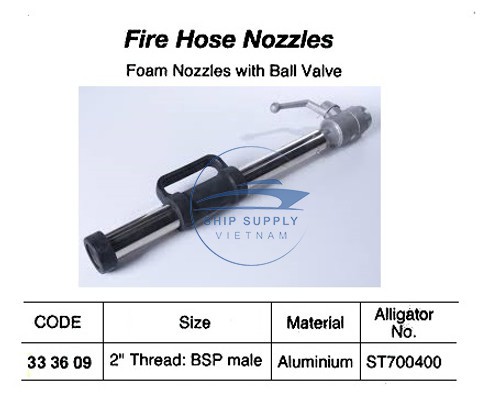 Fire Hose Nozzles
Foam Nozzles with Ball Valve
SHIP SUPPLY
VIETNAM
CODE Size Material Alligator No.
33 36 09 2" Thread: BSP male Aluminium ST700400